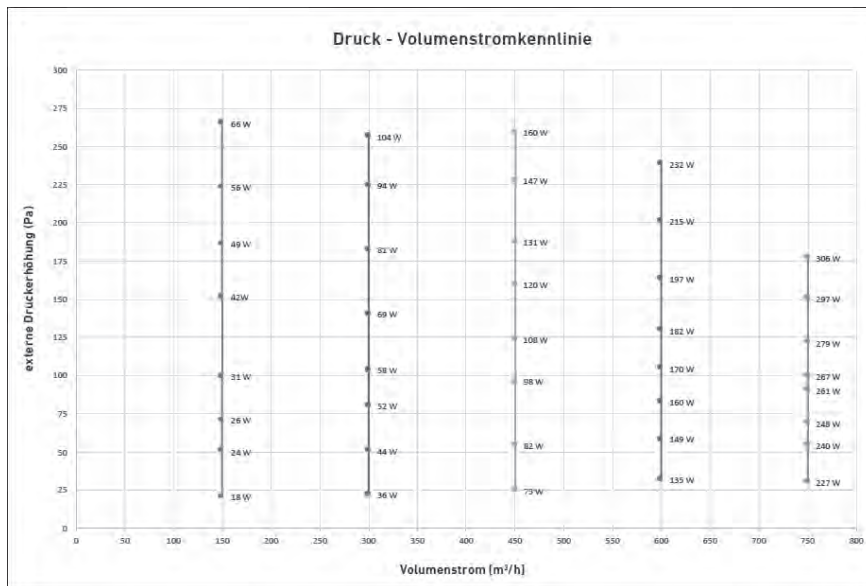 Druck - Volumenstromkennlinie
externe Druckerhöhung (Pa)
300
275
250
225
200
175
150
125
100
75
50
25
0
66 W
56 W
49 W
42W
31 W
26 W
24 W
18 W
104 W
94 W
81 W
69 W
58 W
52 W
44 W
36 W
160 W
147 W
131 W
120 W
108 W
98 W
82 W
75 W
232 W
215 W
197 W
182 W
170 W
160 W
149 W
135 W
306 W
297 W
279 W
267 W
261 W
248 W
240 W
227 W
0 50 100 150 200 250 300 350 400 450 500 550 600 650 700 750 800
Volumenstrom (m³/h)